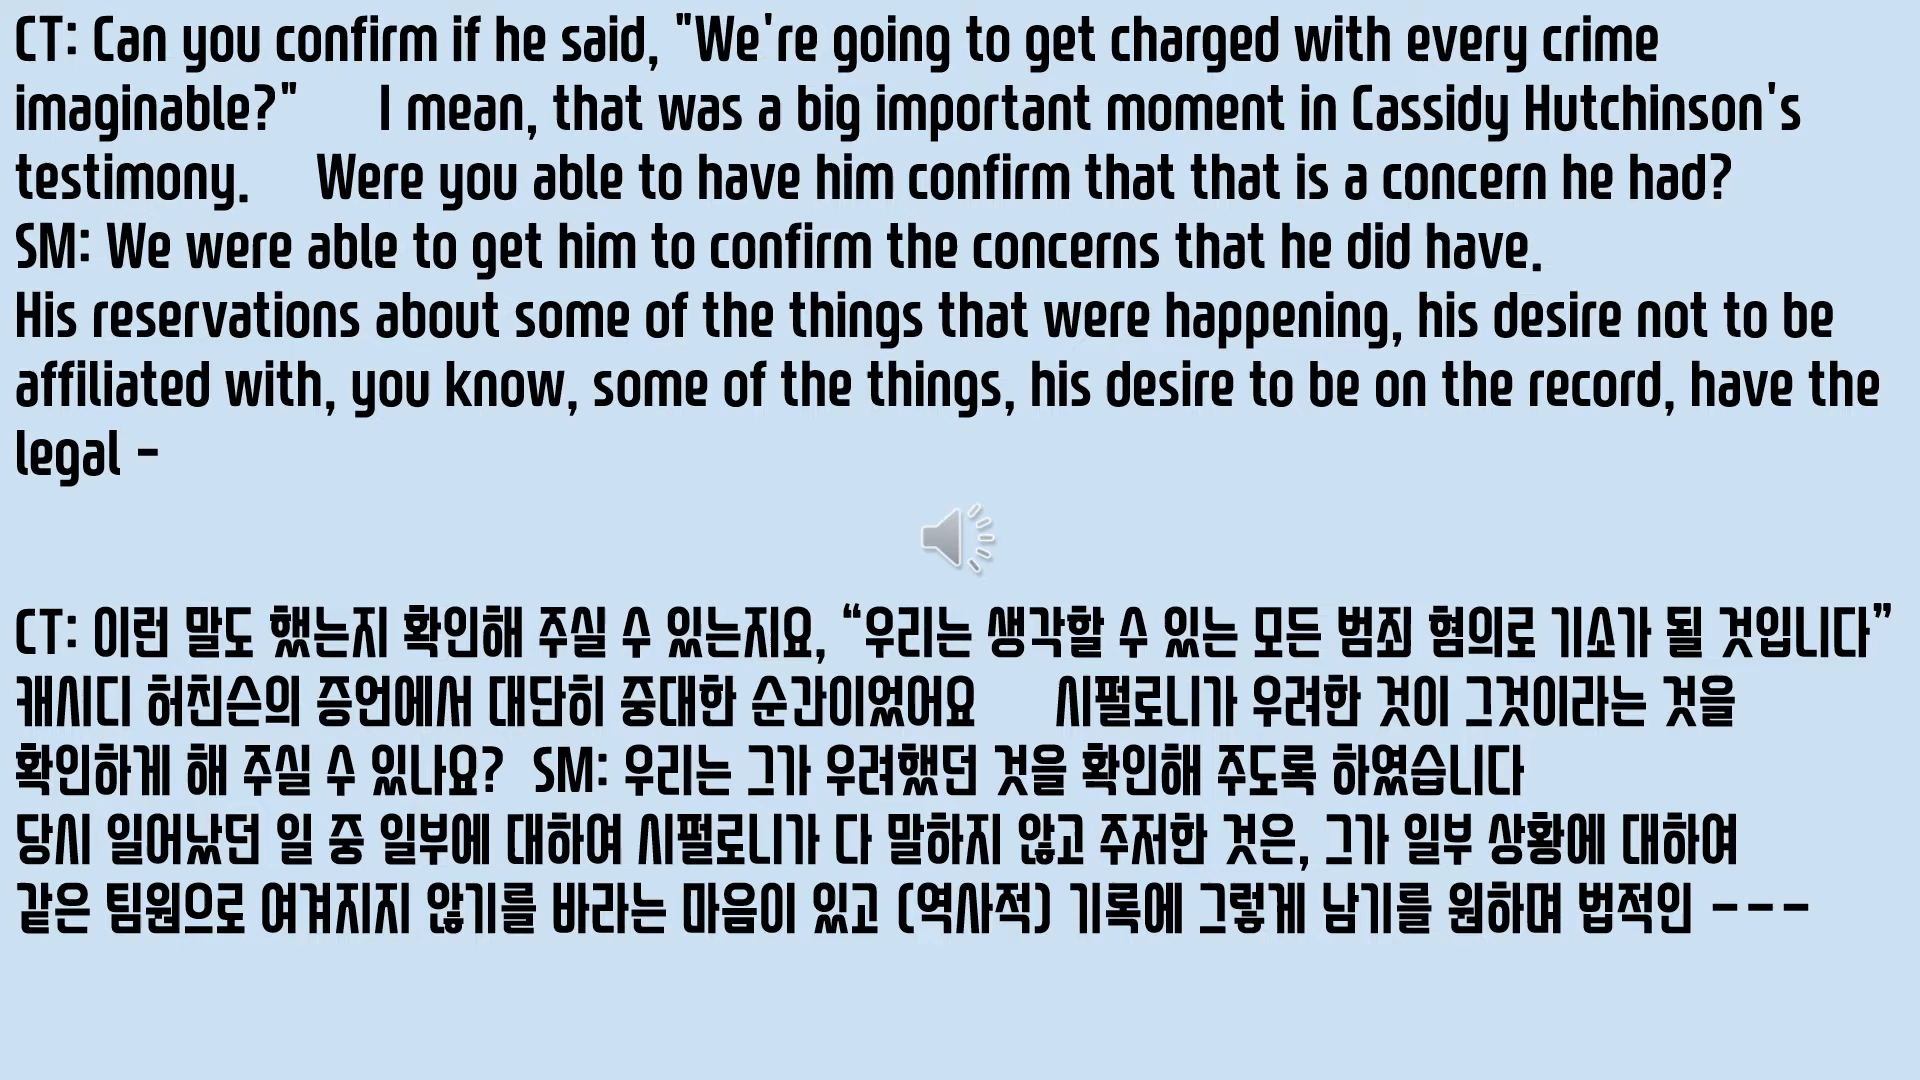 CT: Can you confirm if he said, "We're going to get charged with every crime
imaginable?" I mean, that was a big important moment in Cassidy Hutchinson's
testimony. Were you able to have him confirm that that is a concern he had?
SM: We were able to get him to confirm the concerns that he did have.
His reservations about some of the things that were happening, his desire not to be
affiliated with, you know, some of the things, his desire to be on the record, have the
legal -
CT: 이런 말도 했는지 확인해 주실 수 있는지요, “우리는 생각할 수 있는 모든 범죄 혐의로 기소가 될 것입니다”
캐시디 허친슨의 증언에서 대단히 중대한 순간이었어요 시펄로니가 우려한 것이 그것이라는 것을
확인하게 해 주실 수 있나요? SM: 우리는 그가 우려했던 것을 확인해 주도록 하였습니다
당시 일어났던 일 중 일부에 대하여 시펄로니가 다 말하지 않고 주저한 것은, 그가 일부 상황에 대하여
같은 팀원으로 여겨지지 않기를 바라는 마음이 있고 (역사적) 기록에 그렇게 남기를 원하며 법적인 ---